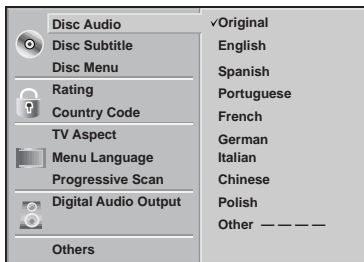 Disc Audio
Disc Subtitle
Disc Menu
Rating
Country Code
TV Aspect
Menu Language
Progressive Scan
Digital Audio Output
Others
✓Original
English
Spanish
Portuguese
French
German
Italian
Chinese
Polish
Other — — — —